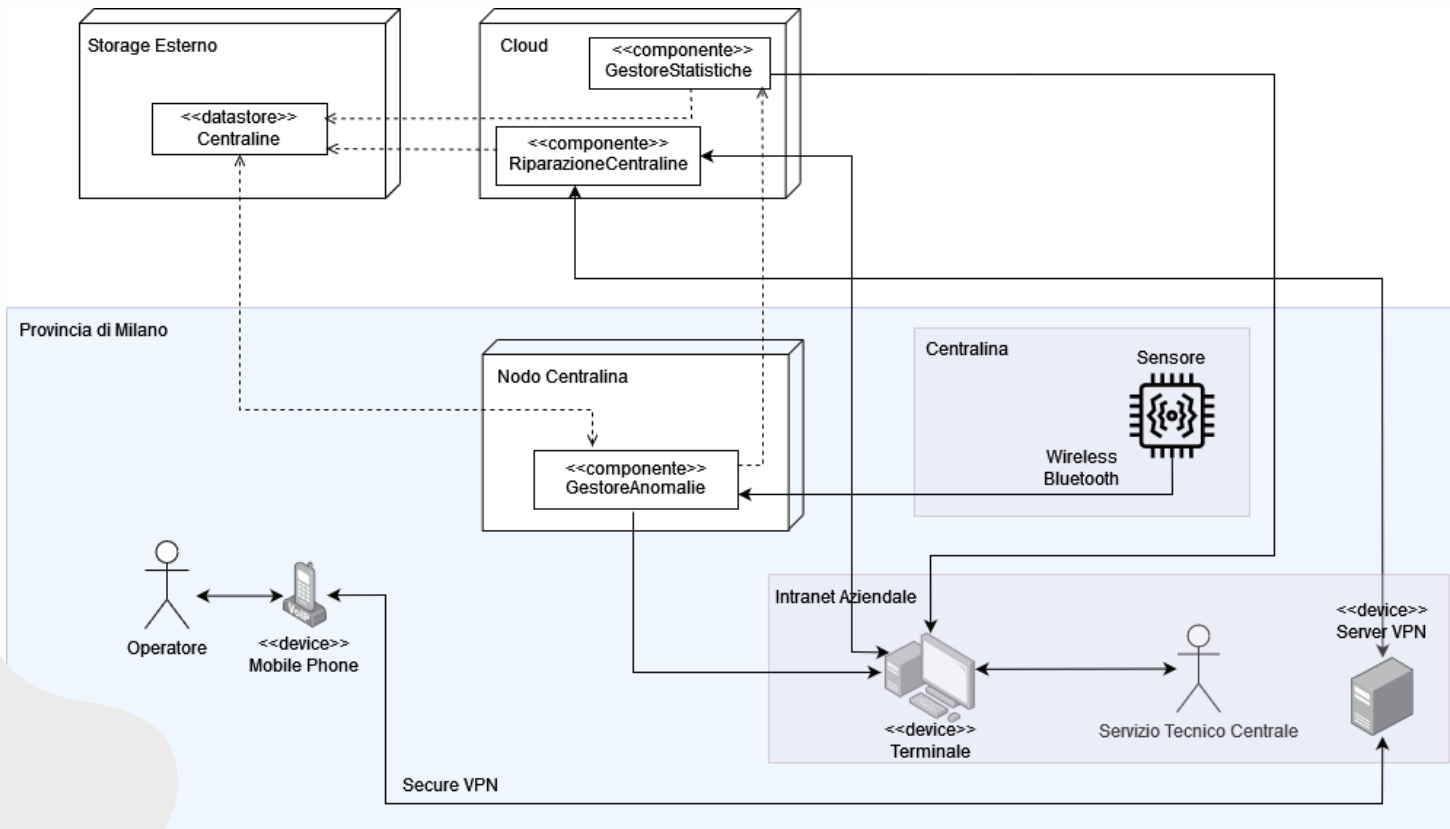 Storage Esterno
<<datastore>>
Centraline
Cloud
<<componente>>
GestoreStatistiche
<<componente>>
RiparazioneCentraline
Provincia di Milano
Nodo Centralina
<<componente>>
GestoreAnomalie
Centralina
Sensore
Wireless
Bluetooth
Operatore
VoIP
<<device>>
Mobile Phone
Intranet Aziendale
<<device>>
Terminale
Servizio Tecnico Centrale
<<device>>
Server VPN
Secure VPN